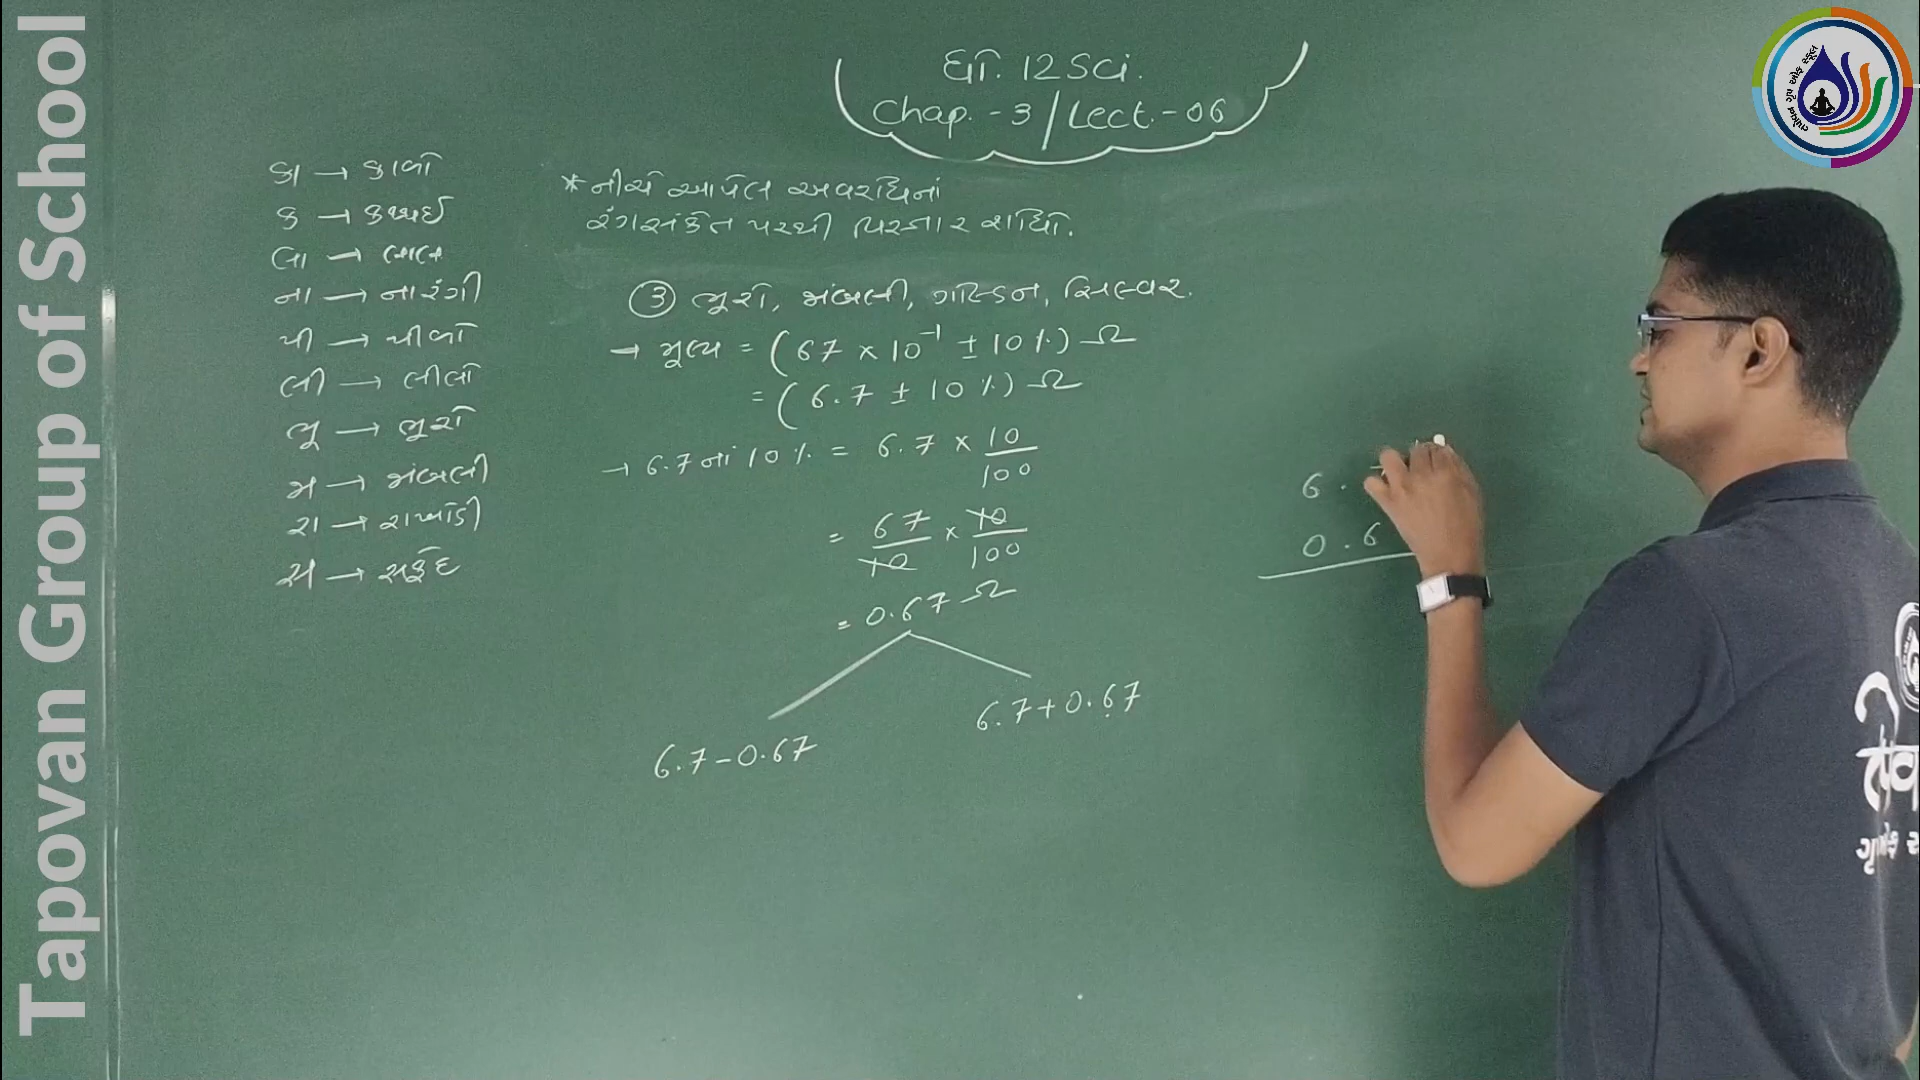 Tapovan Group of School
ધો. 12 Sci.
Chap. - 3 / Lect. - 06
કા → કાળો
ક → કથ્થઈ
લા → લાલ
ના → નારંગી
પી → પીળો
લી → લીલો
ભૂ → ભૂરો
જાં → જાંબલી
રા → રાખોડી
સ → સફેદ
* નીચે આપેલ અવરોધનાં
રંગસંકેત પરથી વિસ્તાર શોધો.
③ ભૂરો, જાંબલી, ગોલ્ડન, સિલ્વર.
→ મૂલ્ય = (67 × 10⁻¹ ± 10%) Ω
= (6.7 ± 10%) Ω
→ 6.7નાં 10% = 6.7 × 10/100
= 67/10 × 10/100
= 0.67 Ω
6.7 - 0.67
6.7 + 0.67
6.
0.6